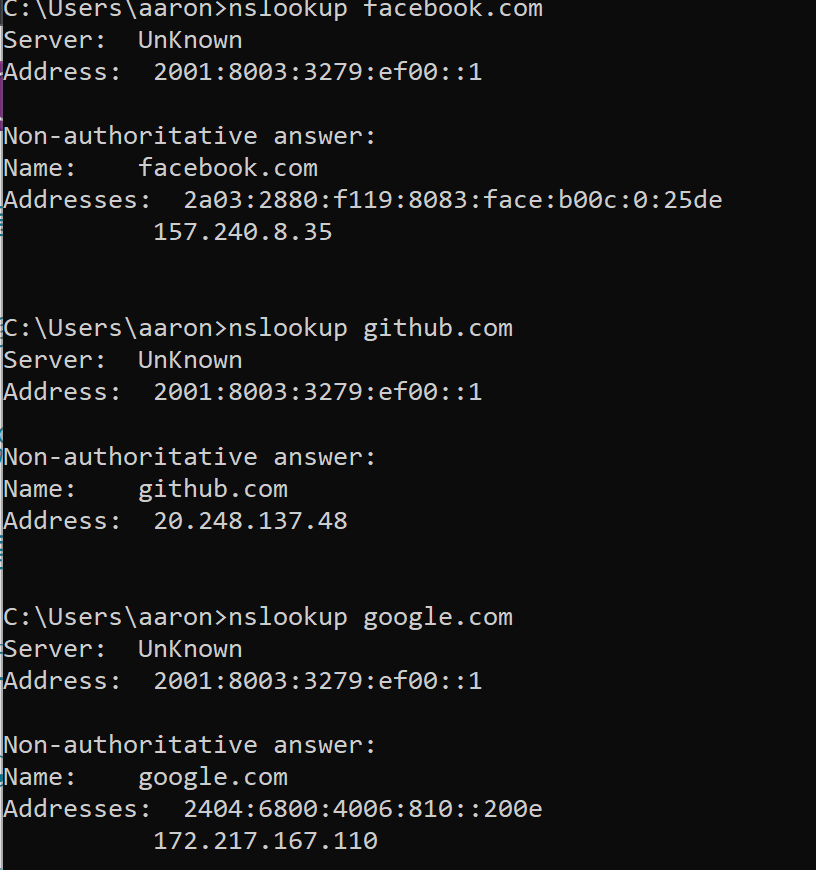 C:\Users\aaron>nslookup facebook.com
Server:  UnKnown
Address:  2001:8003:3279:ef00::1

Non-authoritative answer:
Name:    facebook.com
Addresses:  2a03:2880:f119:8083:face:b00c:0:25de
          157.240.8.35


C:\Users\aaron>nslookup github.com
Server:  UnKnown
Address:  2001:8003:3279:ef00::1

Non-authoritative answer:
Name:    github.com
Address:  20.248.137.48


C:\Users\aaron>nslookup google.com
Server:  UnKnown
Address:  2001:8003:3279:ef00::1

Non-authoritative answer:
Name:    google.com
Addresses:  2404:6800:4006:810::200e
          172.217.167.110